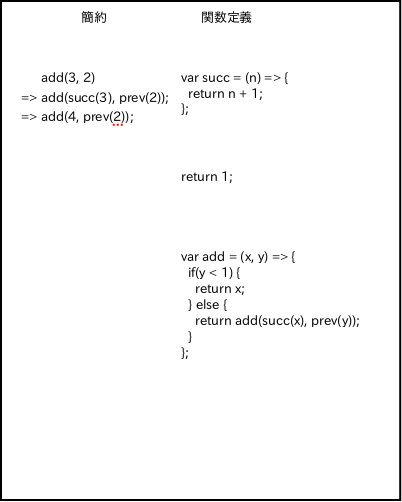 簡約
関数定義
add(3, 2)
=> add(succ(3), prev(2));
=> add(4, prev(2));
var succ = (n) => {
return n + 1;
};
return 1;
var add = (x, y) => {
if(y < 1) {
return x;
} else {
return add(succ(x), prev(y));
}
};